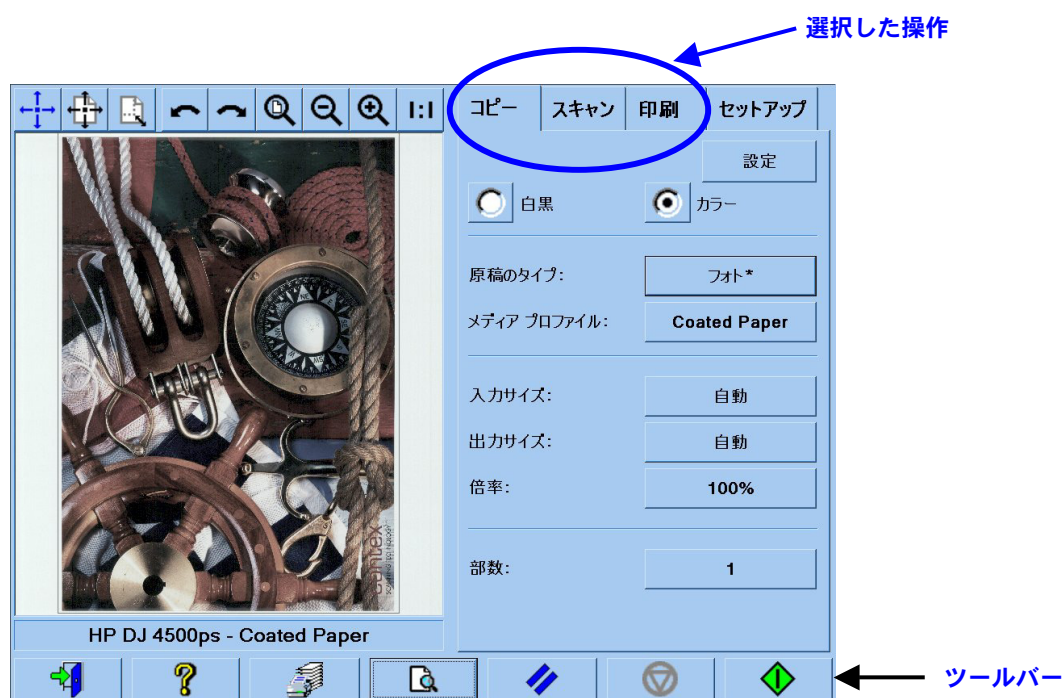 選択した操作
1:1
コピー
スキャン
印刷
セットアップ
設定
白黒
カラー
原稿のタイプ:
フォト*
メディア プロファイル:
Coated Paper
入力サイズ:
自動
出力サイズ:
自動
倍率:
100%
部数:
1
contex
HP DJ 4500ps - Coated Paper
ツールバー